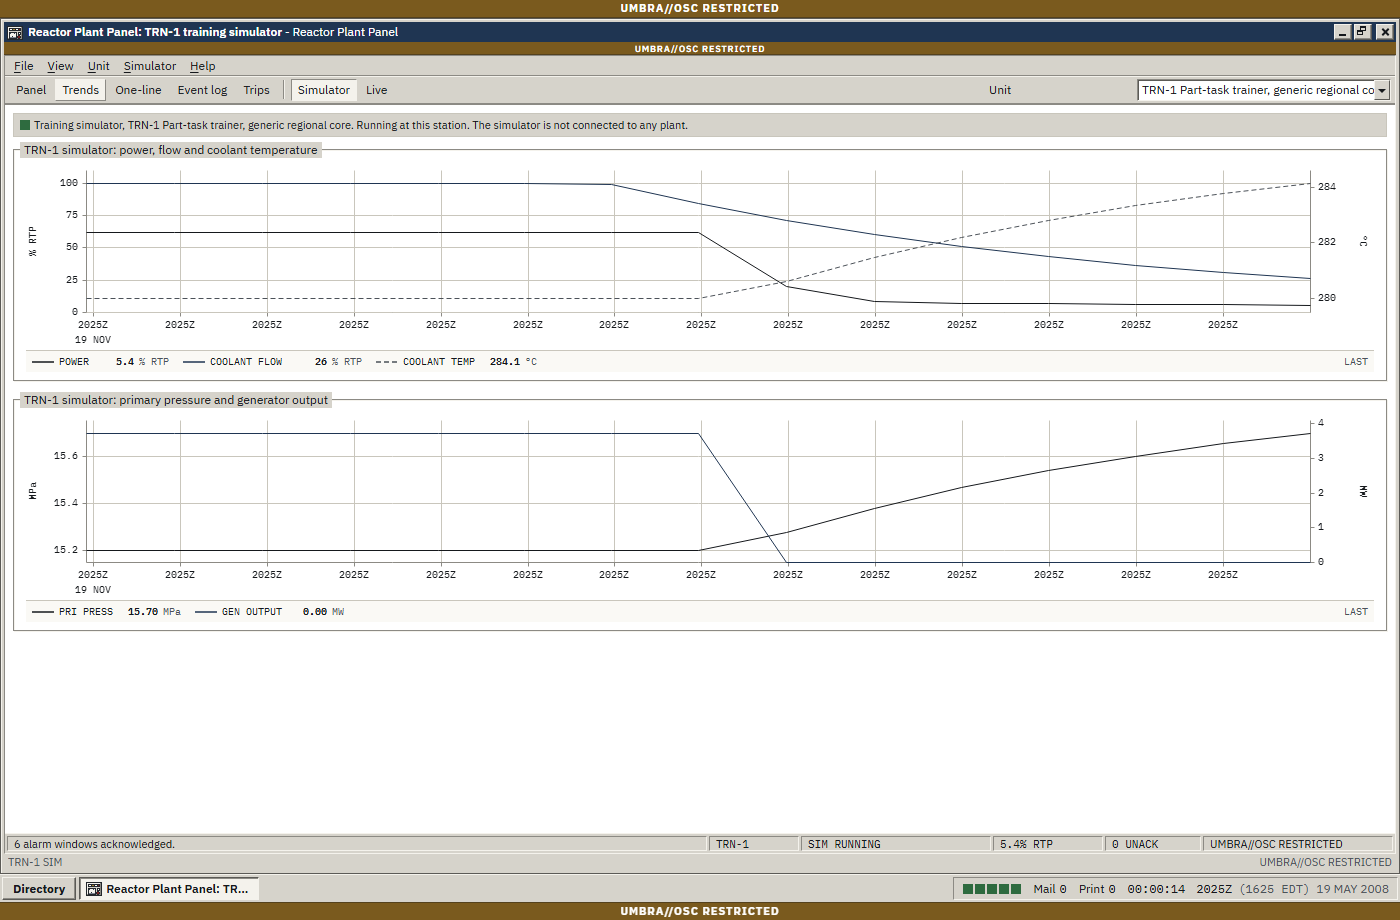 UMBRA//OSC RESTRICTED
Reactor Plant Panel: TRN-1 training simulator - Reactor Plant Panel
UMBRA//OSC RESTRICTED
File View Unit Simulator Help
Panel Trends One-line Event log Trips Simulator Live Unit TRN-1 Part-task trainer, generic regional co
Training simulator, TRN-1 Part-task trainer, generic regional core. Running at this station. The simulator is not connected to any plant.
TRN-1 simulator: power, flow and coolant temperature
100
75
50
25
0
% RTP
284
282
280
°C
2025Z 2025Z 2025Z 2025Z 2025Z 2025Z 2025Z 2025Z 2025Z 2025Z 2025Z 2025Z 2025Z 2025Z
19 NOV
POWER 5.4 % RTP COOLANT FLOW 26 % RTP COOLANT TEMP 284.1 °C LAST
TRN-1 simulator: primary pressure and generator output
15.6
15.4
15.2
MPa
4
3
2
1
0
MW
2025Z 2025Z 2025Z 2025Z 2025Z 2025Z 2025Z 2025Z 2025Z 2025Z 2025Z 2025Z 2025Z 2025Z
19 NOV
PRI PRESS 15.70 MPa GEN OUTPUT 0.00 MW LAST
6 alarm windows acknowledged. TRN-1 SIM RUNNING 5.4% RTP 0 UNACK UMBRA//OSC RESTRICTED
TRN-1 SIM UMBRA//OSC RESTRICTED
Directory Reactor Plant Panel: TR... Mail 0 Print 0 00:00:14 2025Z (1625 EDT) 19 MAY 2008
UMBRA//OSC RESTRICTED